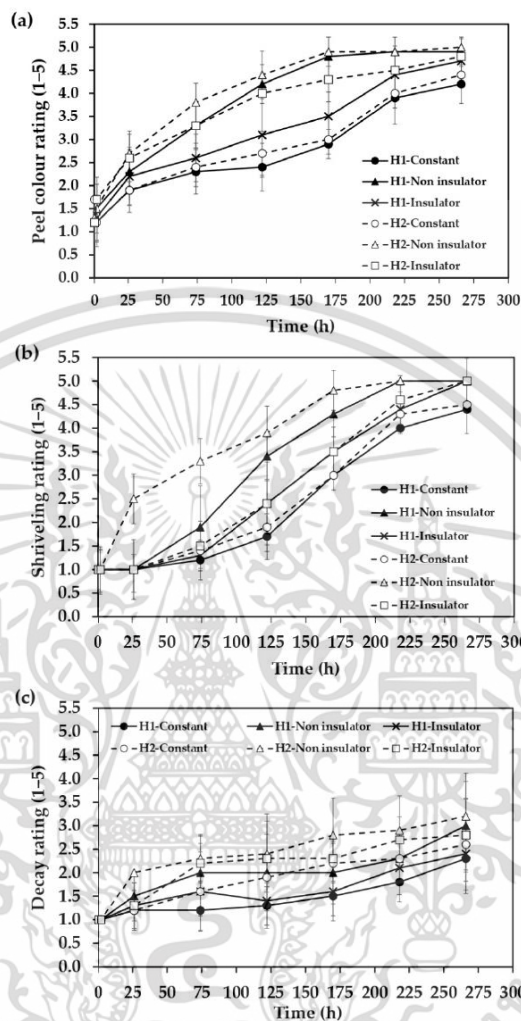 (a)
Peel colour rating (1–5)
5.5
5.0
4.5
4.0
3.5
3.0
2.5
2.0
1.5
1.0
0.5
0.0
H1-Constant
H1-Non insulator
H1-Insulator
H2-Constant
H2-Non insulator
H2-Insulator
0 25 50 75 100 125 150 175 200 225 250 275
Time (h)
(b)
Shriveling rating (1–5)
5.5
5.0
4.5
4.0
3.5
3.0
2.5
2.0
1.5
1.0
0.5
0.0
H1-Constant
H1-Non insulator
H1-Insulator
H2-Constant
H2-Non insulator
H2-Insulator
0 25 50 75 100 125 150 175 200 225 250 275
Time (h)
(c)
Decay rating (1–5)
5.5
5.0
4.5
4.0
3.5
3.0
2.5
2.0
1.5
1.0
0.5
0.0
H1-Constant H1-Non insulator H1-Insulator
H2-Constant H2-Non insulator H2-Insulator
0 25 50 75 100 125 150 175 200 225 250 275
Time (h)